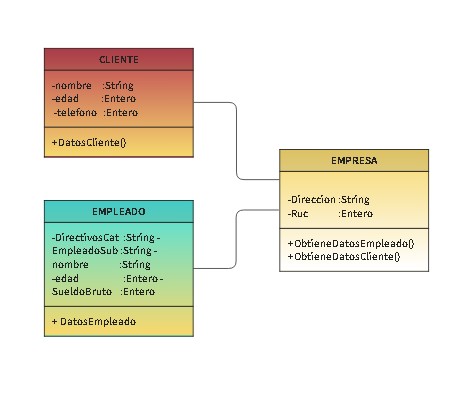 CLIENTE
-nombre :String
-edad :Entero
-telefono :Entero
+DatosCliente()
EMPLEADO
-DirectivosCat :String -
EmpleadoSub :String -
nombre :String
-edad :Entero -
SueldoBruto :Entero
+ DatosEmpleado
EMPRESA
-Direccion :String
-Ruc :Entero
+ObtieneDatosEmpleado()
+ObtieneDatosCliente()